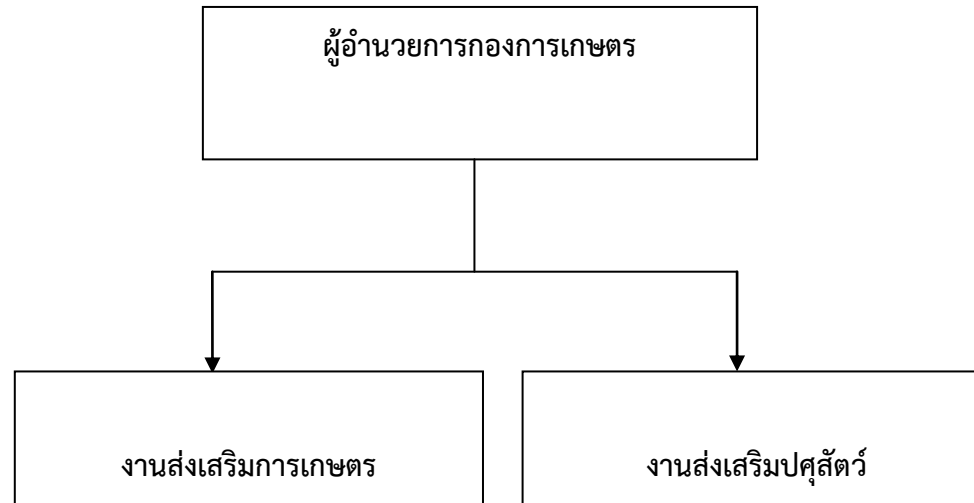 ผู้อำนวยการกองการเกษตร
งานส่งเสริมการเกษตร
งานส่งเสริมปศุสัตว์